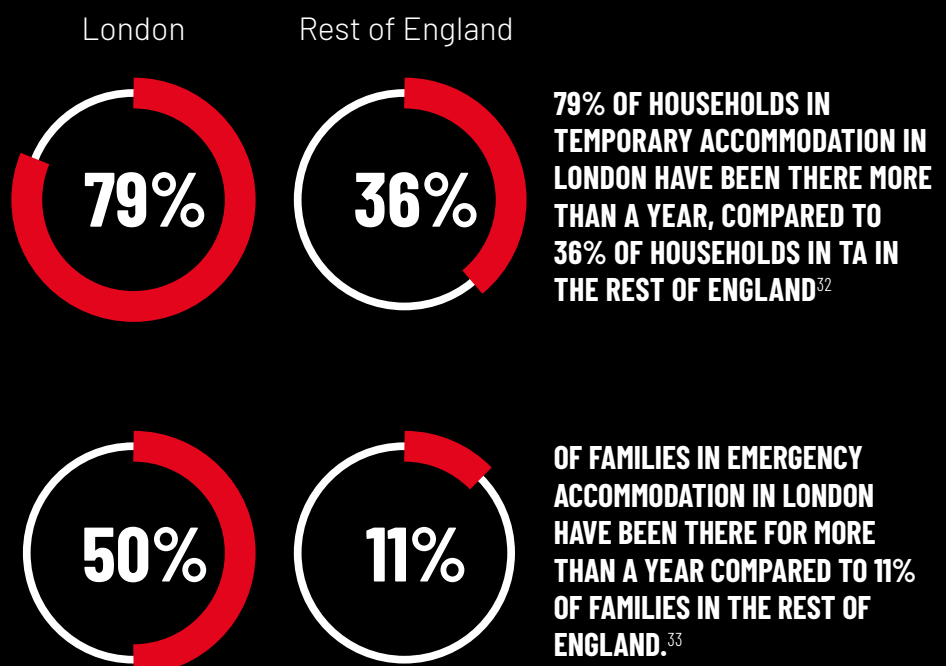 London
Rest of England
79%
36%
79% OF HOUSEHOLDS IN
TEMPORARY ACCOMMODATION IN
LONDON HAVE BEEN THERE MORE
THAN A YEAR, COMPARED TO
36% OF HOUSEHOLDS IN TA IN
THE REST OF ENGLAND32
50%
11%
OF FAMILIES IN EMERGENCY
ACCOMMODATION IN LONDON
HAVE BEEN THERE FOR MORE
THAN A YEAR COMPARED TO 11%
OF FAMILIES IN THE REST OF
ENGLAND.33